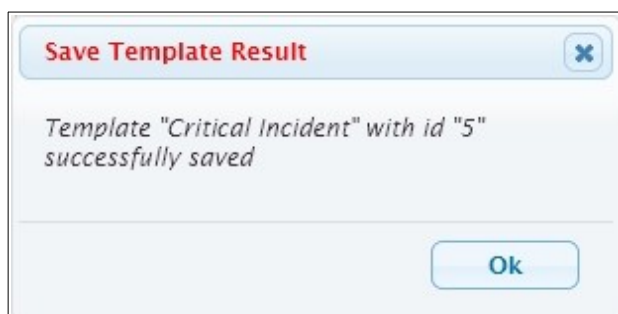 Save Template Result
Template "Critical Incident" with id "5"
successfully saved
Ok